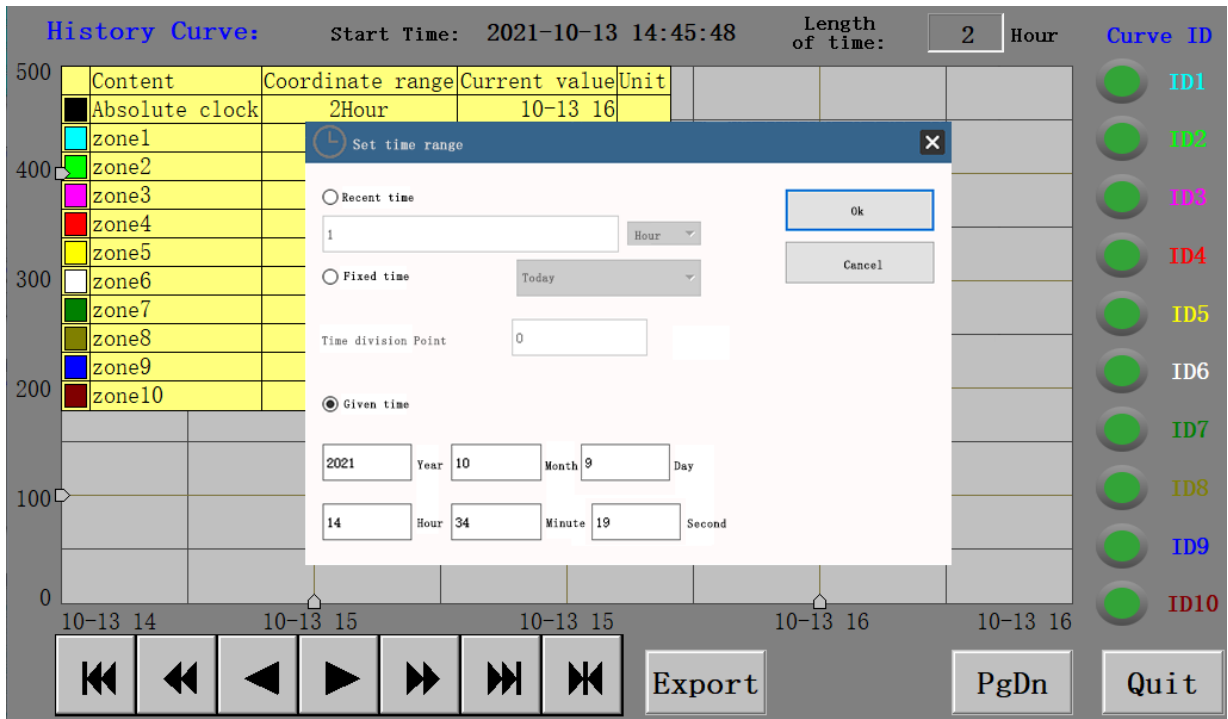 History Curve: Start Time: 2021-10-13 14:45:48 Length of time: 2 Hour Curve ID
500
Content Coordinate range Current value Unit
Absolute clock 2Hour 10-13 16
zone1
zone2
zone3
zone4
zone5
zone6
zone7
zone8
zone9
zone10
400
300
200
100
0
Set time range
Recent time
1 Hour
Fixed time Today
Time division Point 0
Given time
2021 Year 10 Month 9 Day
14 Hour 34 Minute 19 Second
Ok
Cancel
ID1
ID2
ID3
ID4
ID5
ID6
ID7
ID8
ID9
ID10
10-13 14 10-13 15 10-13 15 10-13 16 10-13 16
Export PgDn Quit